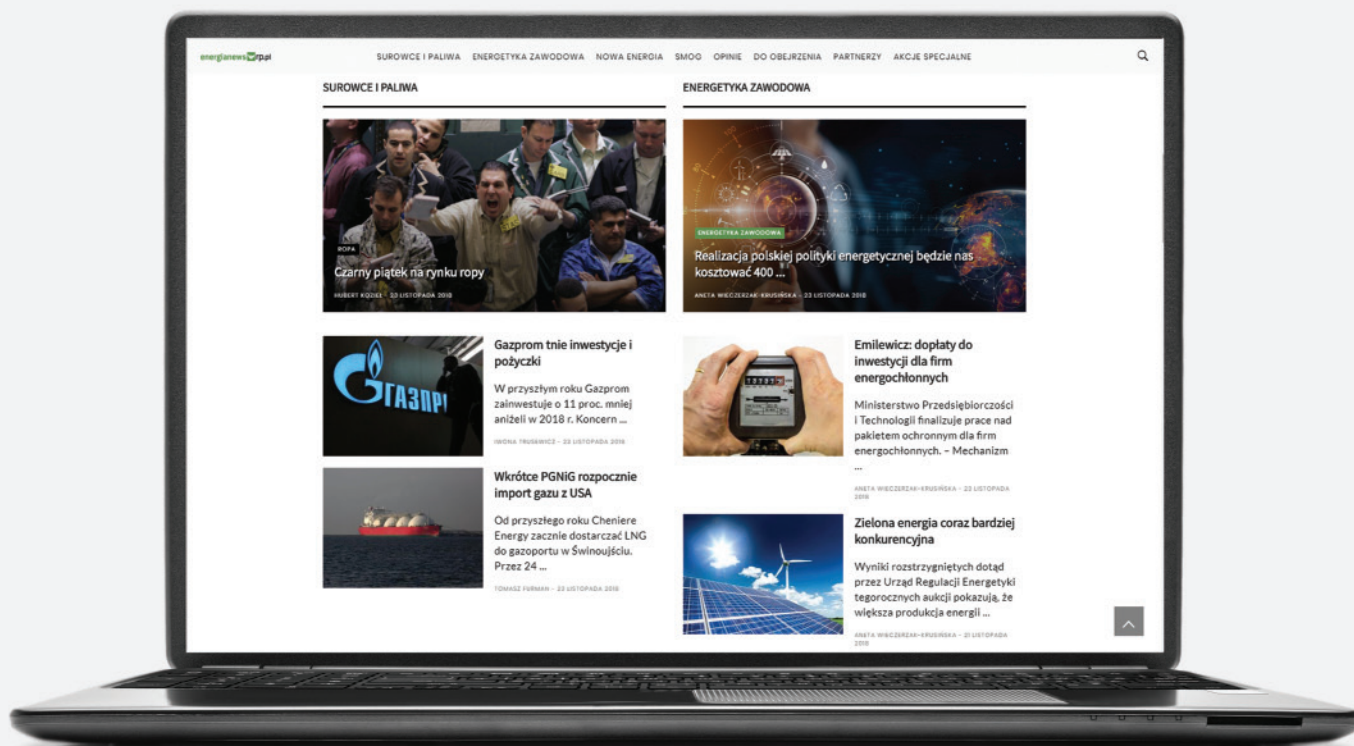 energianews rp.pl
SUROWCE I PALIWA ENERGETYKA ZAWODOWA NOWA ENERGIA SMOG OPINIE DO OBEJRZENIA PARTNERZY AKCJE SPECJALNE
SUROWCE I PALIWA
ROPA
Czarny piątek na rynku ropy
HUBERT KOZIEŁ – 23 LISTOPADA 2018
Gazprom tnie inwestycje i
pożyczki
W przyszłym roku Gazprom
zainwestuje o 11 proc. mniej
aniżeli w 2018 r. Koncern ...
IWONA TRUSEWICZ – 23 LISTOPADA 2018
ГАЗПР
Wkrótce PGNiG rozpocznie
import gazu z USA
Od przyszłego roku Cheniere
Energy zacznie dostarczać LNG
do gazoportu w Świnoujściu.
Przez 24 ...
TOMASZ FURMAN – 23 LISTOPADA 2018
ENERGETYKA ZAWODOWA
ENERGETYKA ZAWODOWA
Realizacja polskiej polityki energetycznej będzie nas
kosztować 400 ...
ANETA WIECZERZAK-KRUSIŃSKA – 23 LISTOPADA 2018
Emilewicz: dopłaty do
inwestycji dla firm
energochłonnych
Ministerstwo Przedsiębiorczości
i Technologii finalizuje prace nad
pakietem ochronnym dla firm
energochłonnych. – Mechanizm
...
ANETA WIECZERZAK-KRUSIŃSKA – 23 LISTOPADA
2018
Zielona energia coraz bardziej
konkurencyjna
Wyniki rozstrzygniętych dotąd
przez Urząd Regulacji Energetyki
tegorocznych aukcji pokazują, że
większa produkcja energii ...
ANETA WIECZERZAK-KRUSIŃSKA – 21 LISTOPADA
2018